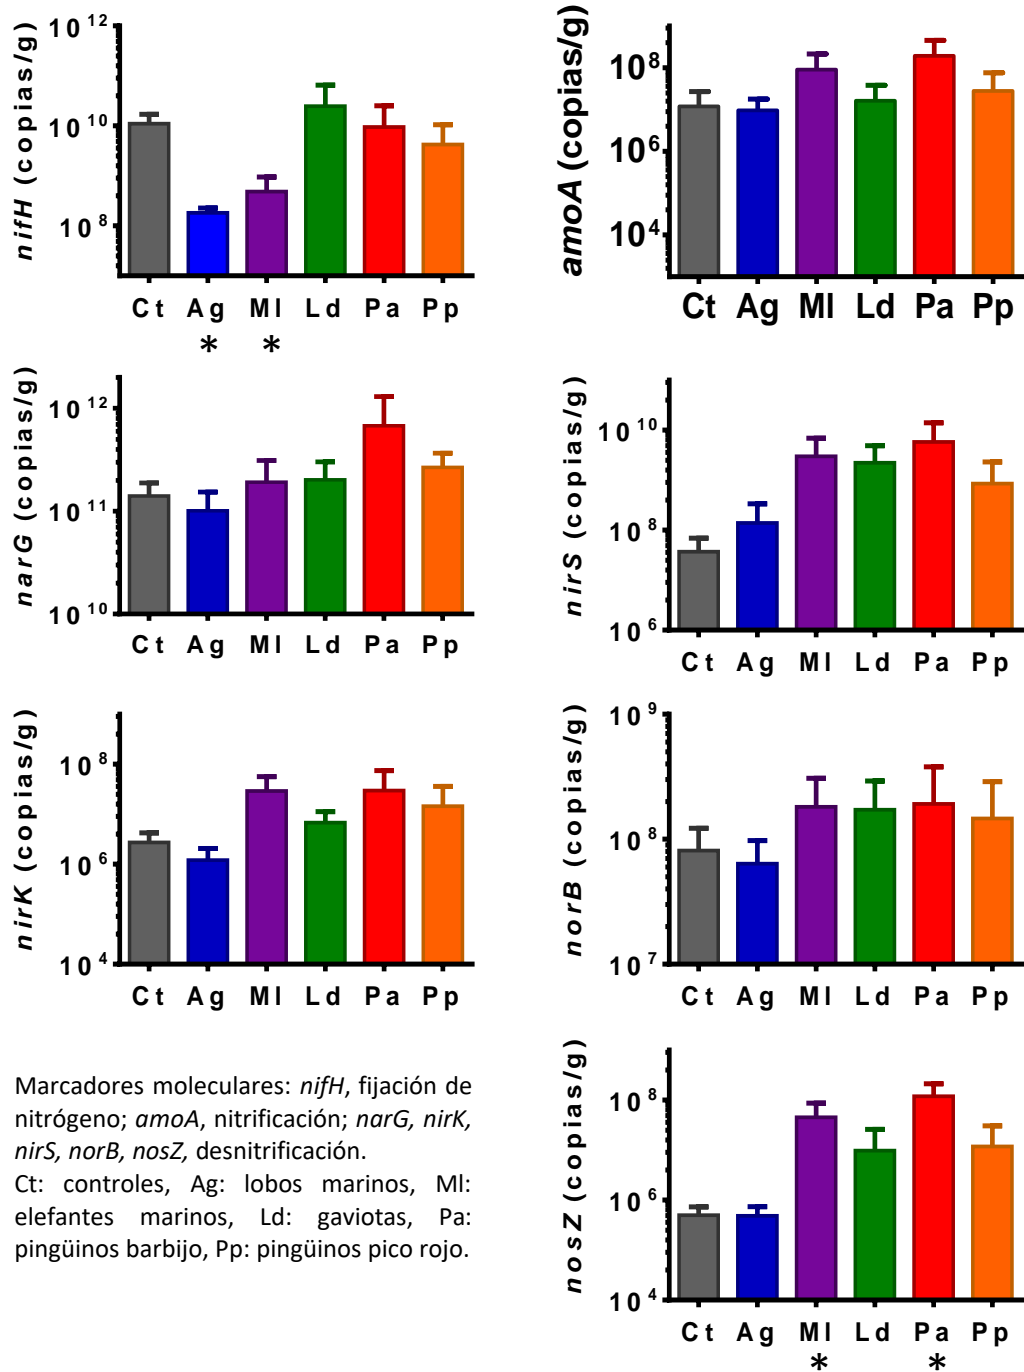 nifH (copias/g)
10^12
10^10
10^8
Ct Ag Ml Ld Pa Pp
* *
amoA (copias/g)
10^8
10^6
10^4
Ct Ag Ml Ld Pa Pp
narG (copias/g)
10^12
10^11
10^10
Ct Ag Ml Ld Pa Pp
nirS (copias/g)
10^10
10^8
10^6
Ct Ag Ml Ld Pa Pp
nirK (copias/g)
10^8
10^6
10^4
Ct Ag Ml Ld Pa Pp
norB (copias/g)
10^9
10^8
10^7
Ct Ag Ml Ld Pa Pp
Marcadores moleculares: nifH, fijación de
nitrógeno; amoA, nitrificación; narG, nirK,
nirS, norB, nosZ, desnitrificación.
Ct: controles, Ag: lobos marinos, Ml:
elefantes marinos, Ld: gaviotas, Pa:
pingüinos barbijo, Pp: pingüinos pico rojo.
nosZ (copias/g)
10^8
10^6
10^4
Ct Ag Ml Ld Pa Pp
* *